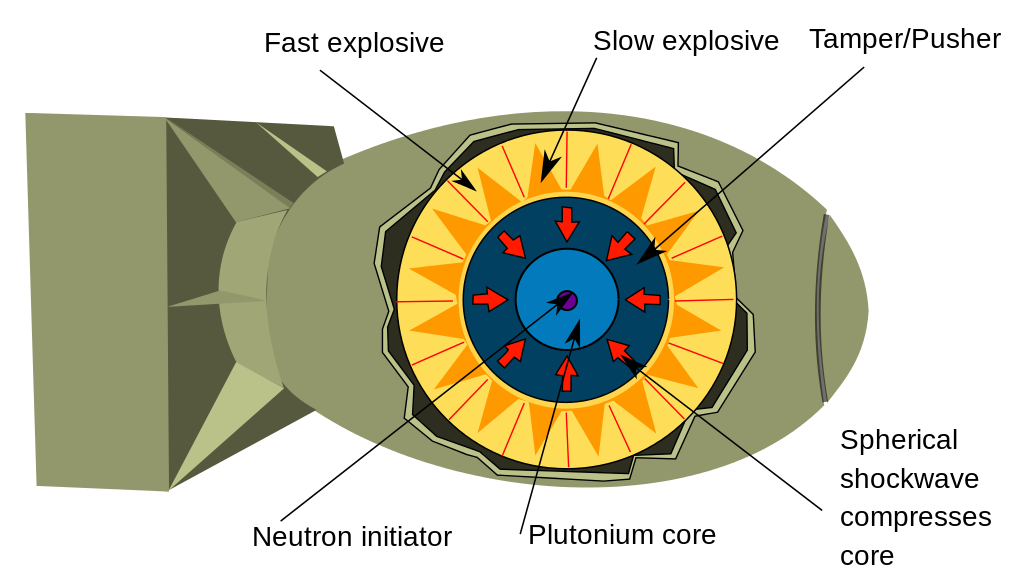 Fast explosive
Slow explosive
Tamper/Pusher
Neutron initiator
Plutonium core
Spherical
shockwave
compresses
core